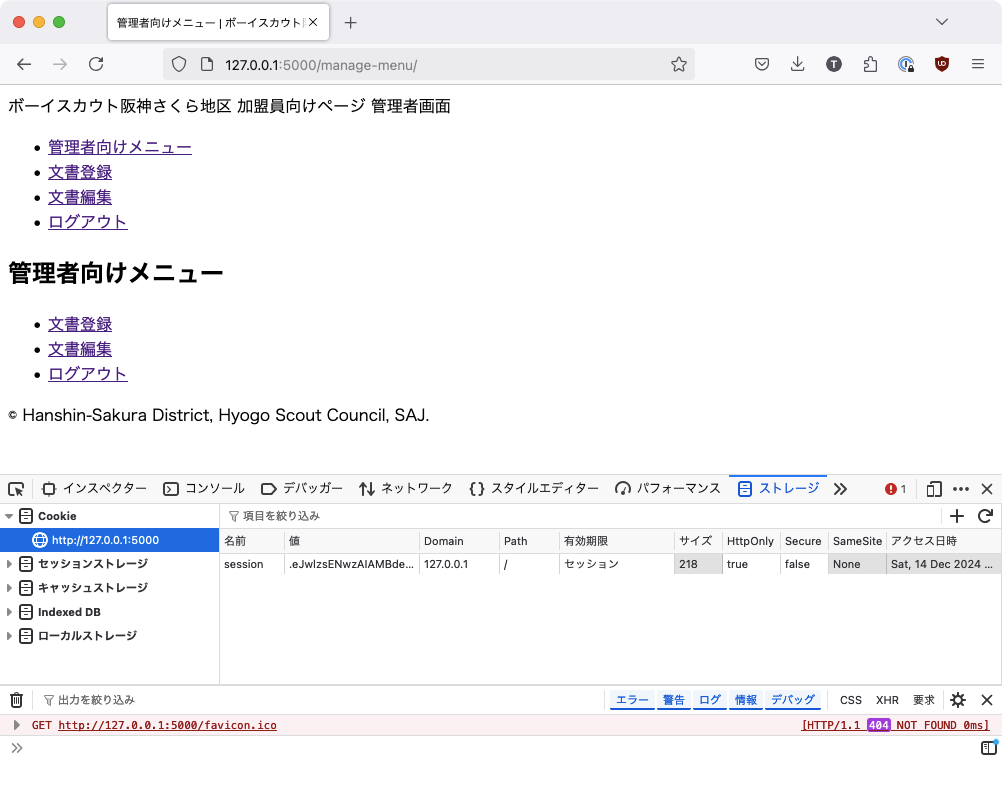 管理者向けメニュー | ボーイスカウト
127.0.0.1:5000/manage-menu/
T
ボーイスカウト阪神さくら地区 加盟員向けページ 管理者画面
管理者向けメニュー
文書登録
文書編集
ログアウト
管理者向けメニュー
文書登録
文書編集
ログアウト
© Hanshin-Sakura District, Hyogo Scout Council, SAJ.
インスペクター コンソール デバッガー ネットワーク スタイルエディター パフォーマンス ストレージ 1
Cookie 項目を絞り込み
http://127.0.0.1:5000 名前 値 Domain Path 有効期限 サイズ HttpOnly Secure SameSite アクセス日時
セッションストレージ session .eJwlzsENwzAIAMBde... 127.0.0.1 / セッション 218 true false None Sat, 14 Dec 2024 ...
キャッシュストレージ
Indexed DB
ローカルストレージ
出力を絞り込み エラー 警告 ログ 情報 デバッグ CSS XHR 要求
GET http://127.0.0.1:5000/favicon.ico [HTTP/1.1 404 NOT FOUND 0ms]